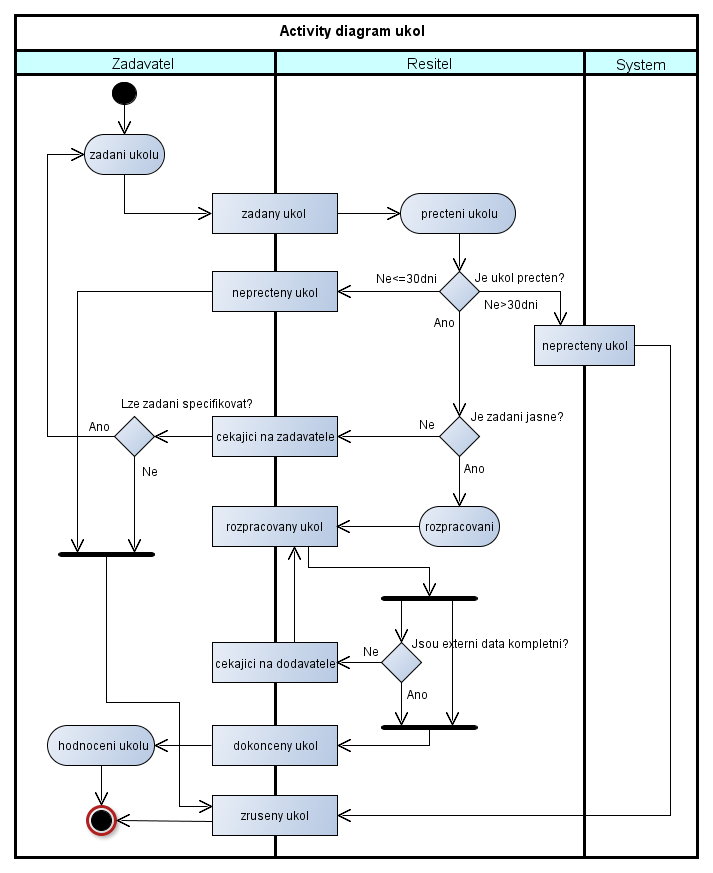 Activity diagram ukol
Zadavatel
Resitel
System
zadani ukolu
zadany ukol
precteni ukolu
Ne<=30dni
Je ukol precten?
neprecteny ukol
Ne>30dni
Ano
neprecteny ukol
Lze zadani specifikovat?
Je zadani jasne?
Ano
cekajici na zadavatele
Ne
Ne
Ano
rozpracovany ukol
rozpracovani
Jsou externi data kompletni?
Ne
cekajici na dodavatele
Ano
hodnoceni ukolu
dokonceny ukol
zruseny ukol